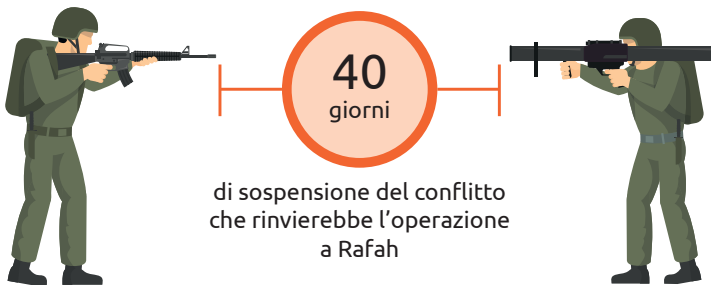 40
giorni
di sospensione del conflitto
che rinvierebbe l’operazione
a Rafah